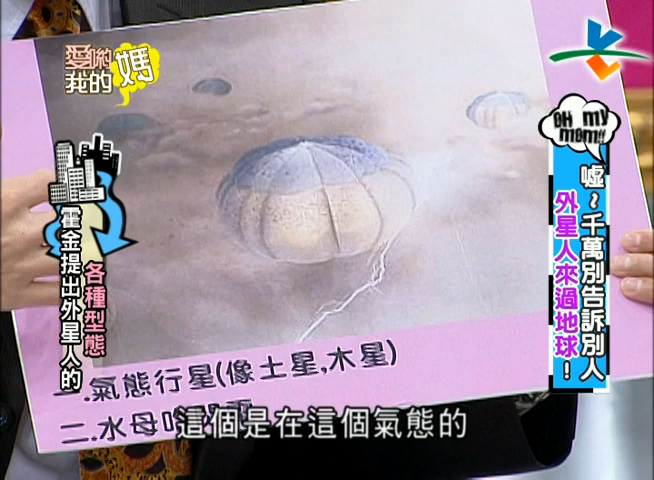 愛喲
我的媽
OH my
mom!!
噓~千萬別告訴別人
外星人來過地球！
霍金提出外星人的
各種型態
一.氣態行星(像土星,木星)
二.水母
這個是在這個氣態的